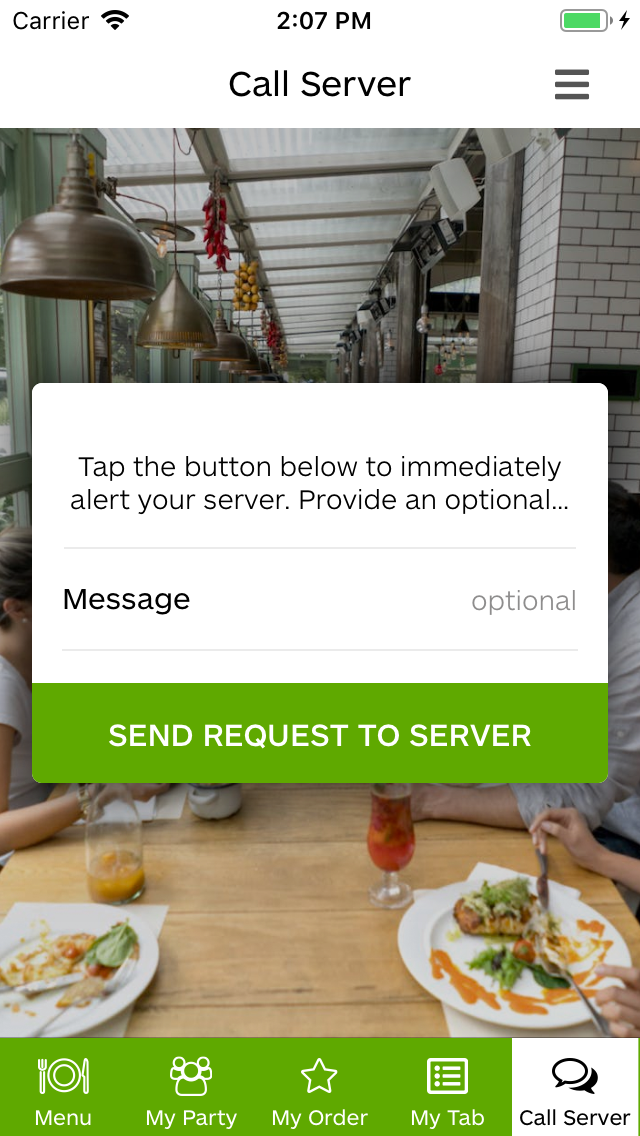 Carrier 2:07 PM
Call Server
Tap the button below to immediately
alert your server. Provide an optional...
Message optional
SEND REQUEST TO SERVER
Menu My Party My Order My Tab Call Server